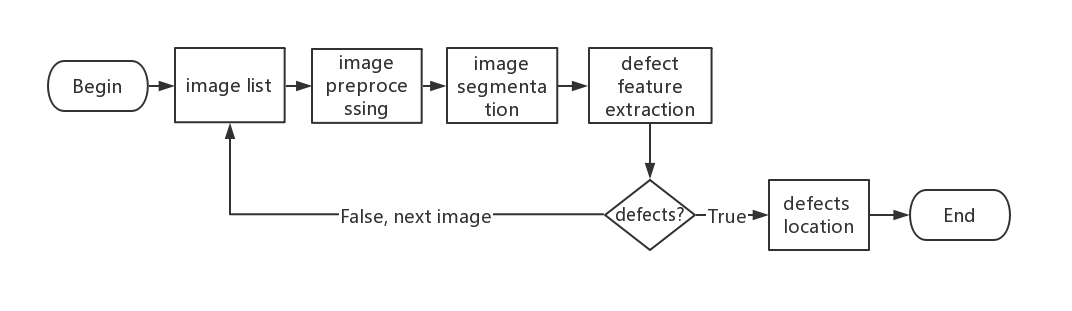 Begin
image list
image
preproce
ssing
image
segmenta
tion
defect
feature
extraction
False, next image
defects?
True
defects
location
End